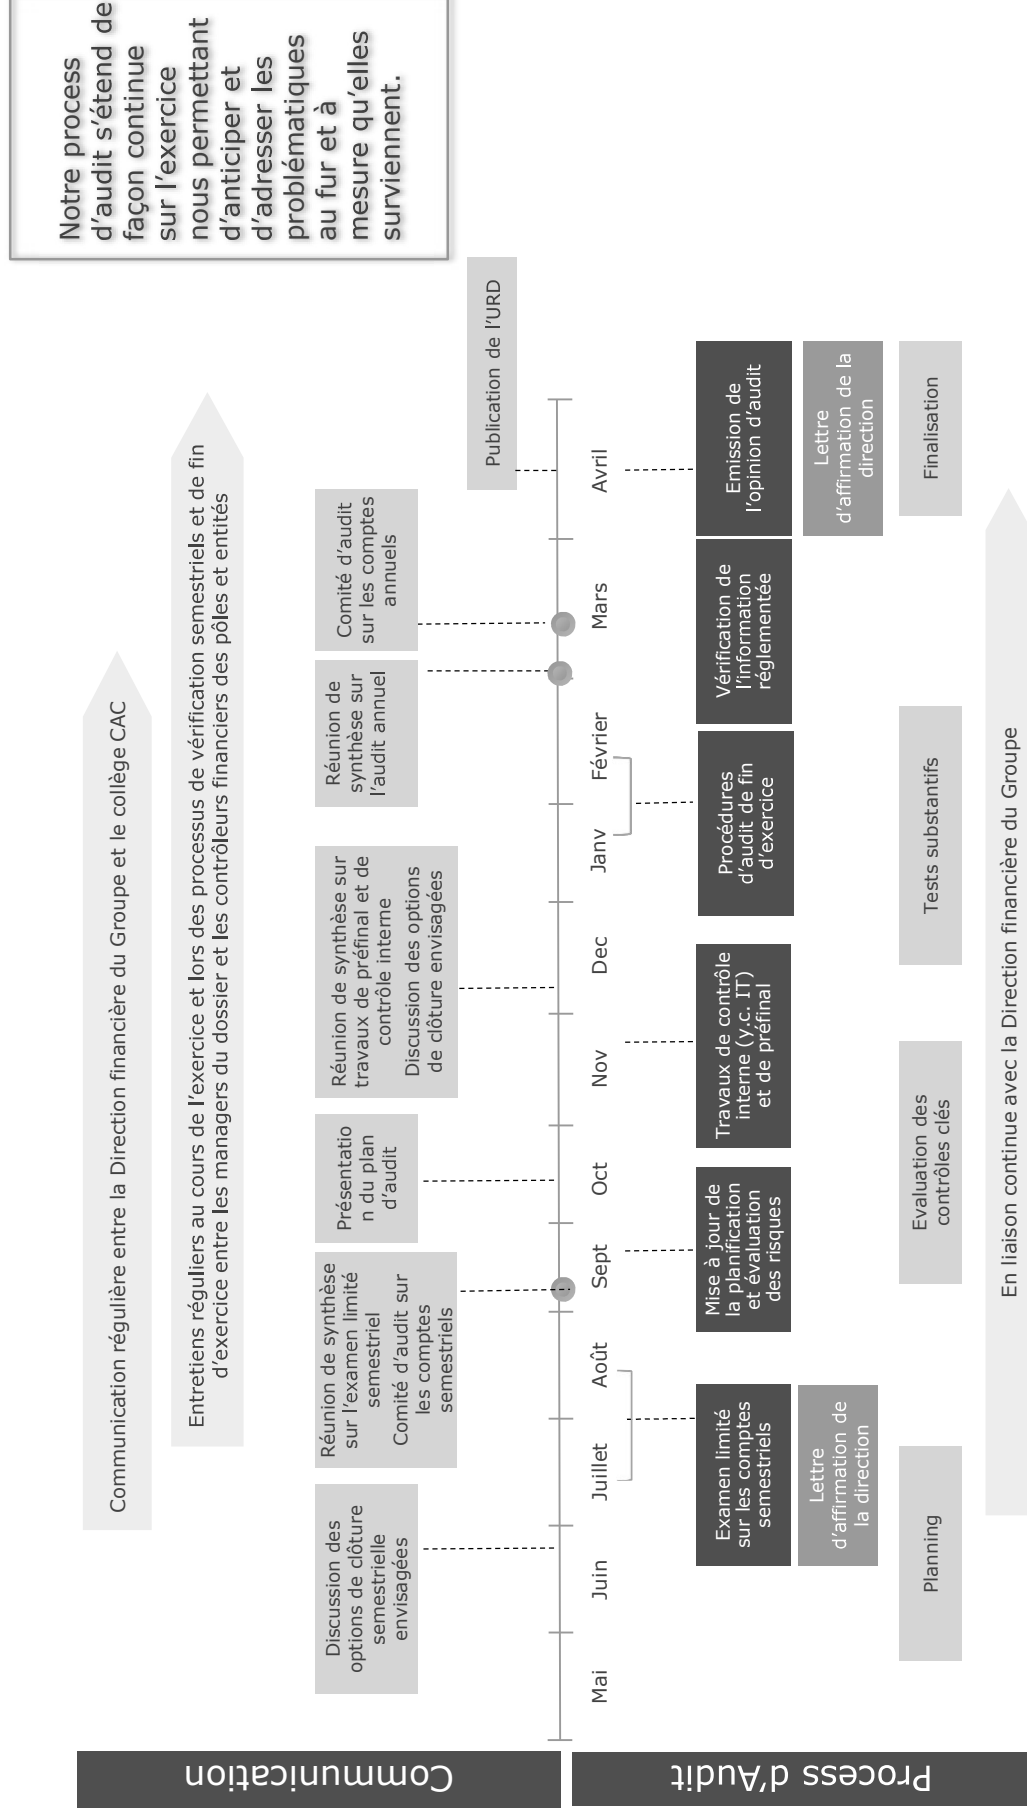 Notre process
d'audit s'étend de
façon continue
sur l'exercice
nous permettant
d'anticiper et
d'adresser les
problématiques
au fur et à
mesure qu'elles
surviennent.
Communication
Communication régulière entre la Direction financière du Groupe et le collège CAC
Entretiens réguliers au cours de l'exercice et lors des processus de vérification semestriels et de fin
d'exercice entre les managers du dossier et les contrôleurs financiers des pôles et entités
Discussion des
options de clôture
semestrielle
envisagées
Réunion de synthèse
sur l'examen limité
semestriel
Comité d'audit sur
les comptes
semestriels
Présentatio
n du plan
d'audit
Réunion de synthèse sur
travaux de préfinal et de
contrôle interne
Discussion des options
de clôture envisagées
Réunion de
synthèse sur
l'audit annuel
Comité d'audit
sur les comptes
annuels
Publication de l'URD
Mai
Juin
Juillet
Août
Sept
Oct
Nov
Dec
Janv
Février
Mars
Avril
Process d'Audit
Examen limité
sur les comptes
semestriels
Mise à jour de
la planification
et évaluation
des risques
Travaux de contrôle
interne (y.c. IT)
et de préfinal
Procédures
d'audit de fin
d'exercice
Vérification de
l'information
réglementée
Emission de
l'opinion d'audit
Lettre
d'affirmation de
la direction
Lettre
d'affirmation de la
direction
Planning
Evaluation des
contrôles clés
Tests substantifs
Finalisation
En liaison continue avec la Direction financière du Groupe